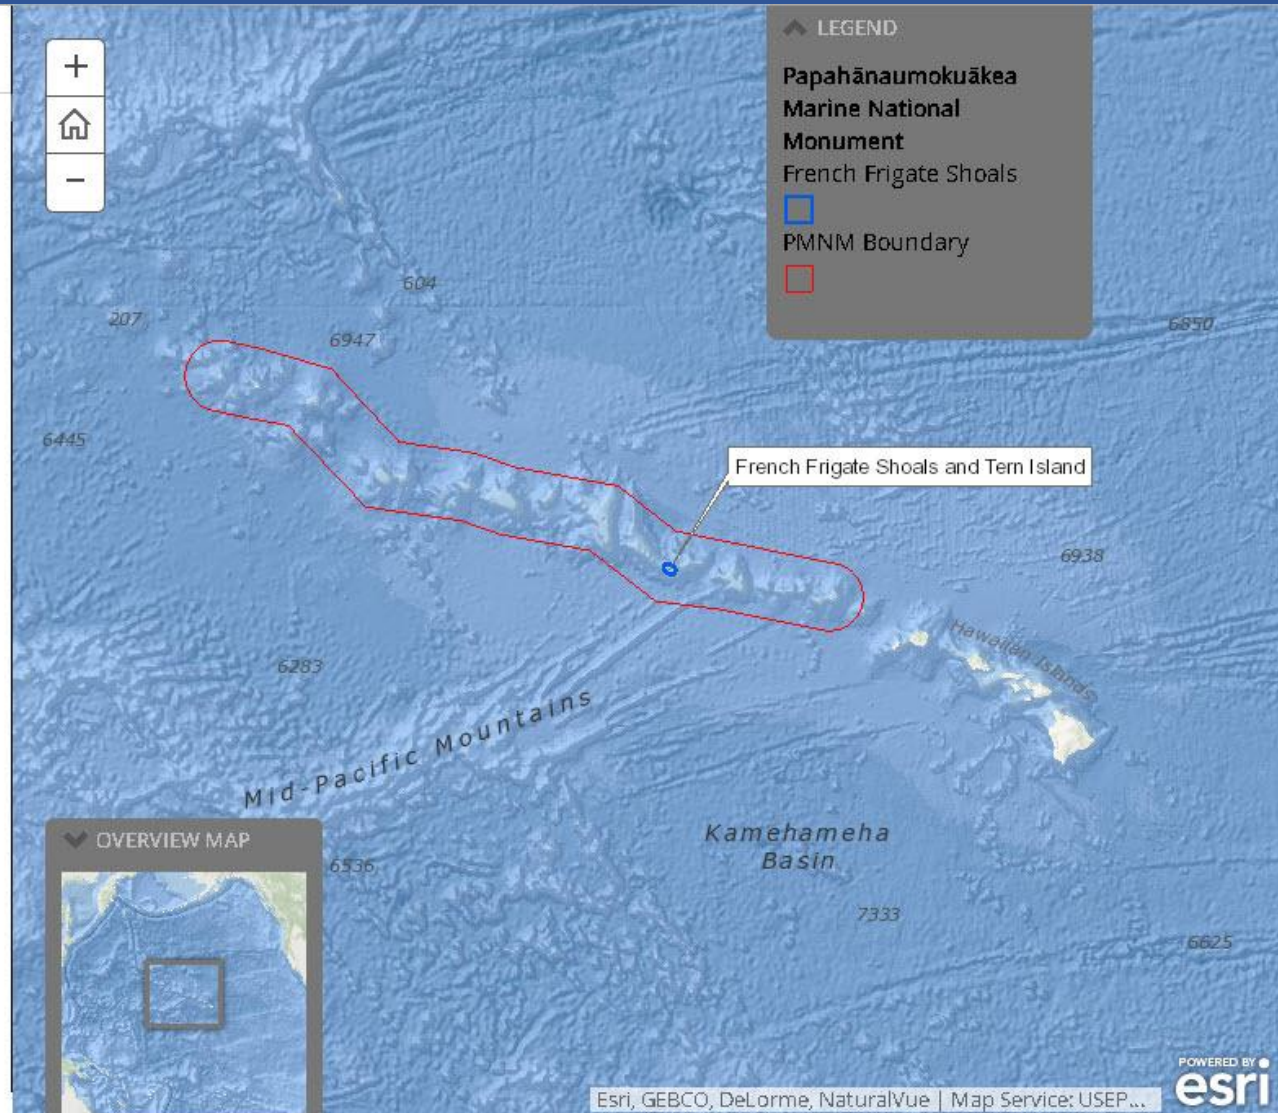 +
−
LEGEND
Papahānaumokuākea
Marine National
Monument
French Frigate Shoals
PMNM Boundary
604
207
6947
6850
6445
French Frigate Shoals and Tern Island
6938
Hawaiian Islands
6283
Mid-Pacific Mountains
OVERVIEW MAP
Kamehameha
Basin
6536
7333
6625
POWERED BY
esri
Esri, GEBCO, DeLorme, NaturalVue | Map Service: USEP...